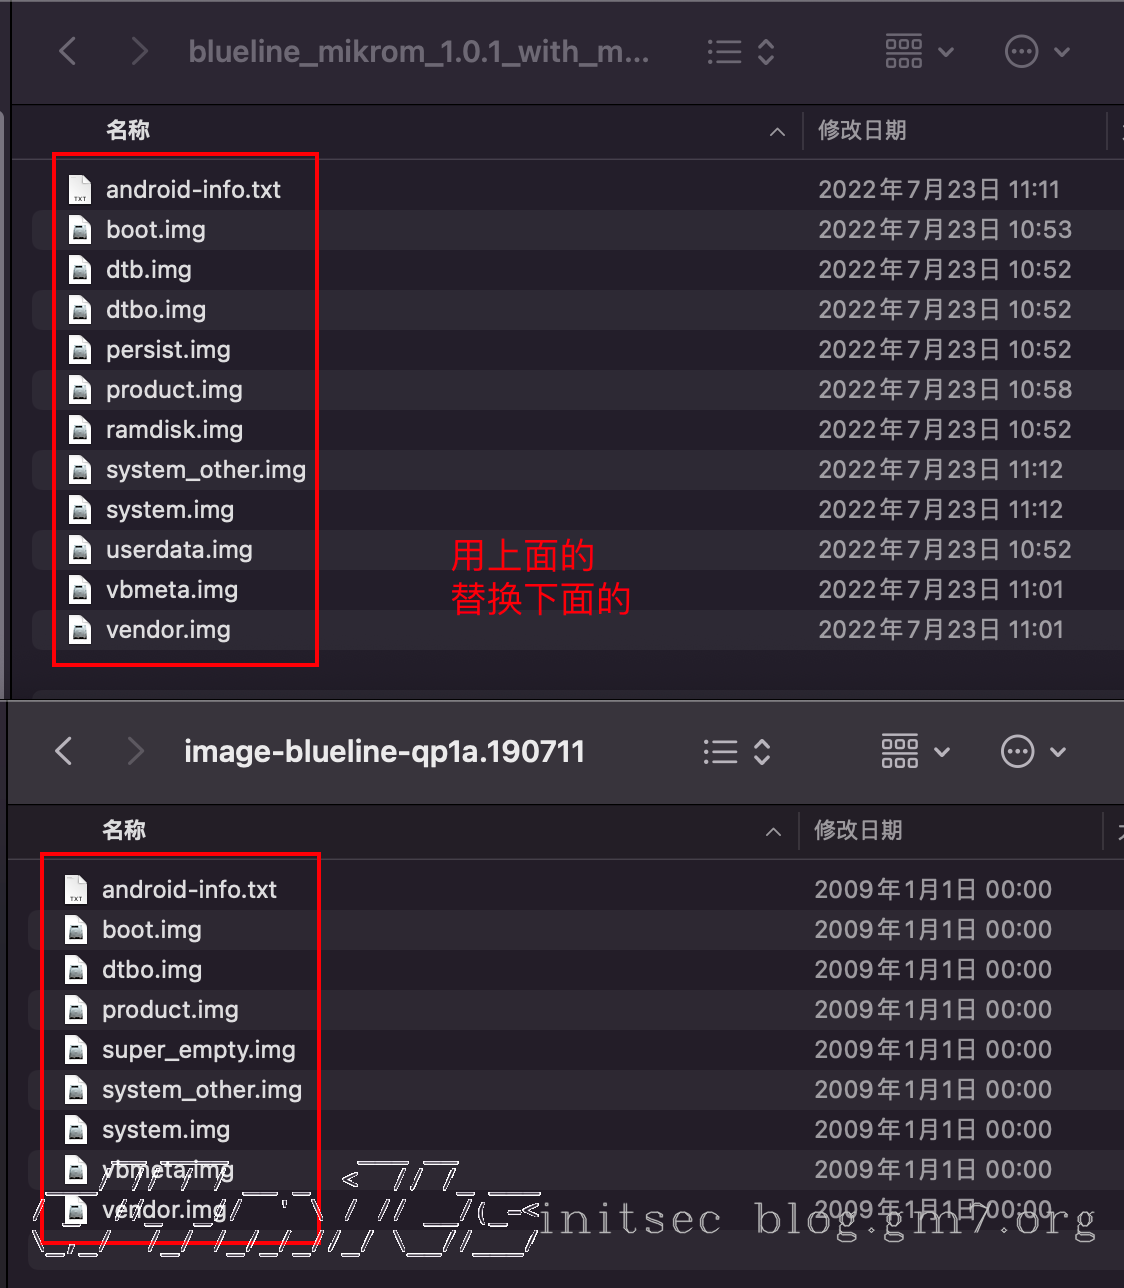 blueline_mikrom_1.0.1_with_m...
名称 修改日期
android-info.txt 2022年7月23日 11:11
boot.img 2022年7月23日 10:53
dtb.img 2022年7月23日 10:52
dtbo.img 2022年7月23日 10:52
persist.img 2022年7月23日 10:52
product.img 2022年7月23日 10:58
ramdisk.img 2022年7月23日 10:52
system_other.img 2022年7月23日 11:12
system.img 2022年7月23日 11:12
userdata.img 2022年7月23日 10:52
vbmeta.img 2022年7月23日 11:01
vendor.img 2022年7月23日 11:01
用上面的
替换下面的
image-blueline-qp1a.190711
名称 修改日期
android-info.txt 2009年1月1日 00:00
boot.img 2009年1月1日 00:00
dtbo.img 2009年1月1日 00:00
product.img 2009年1月1日 00:00
super_empty.img 2009年1月1日 00:00
system_other.img 2009年1月1日 00:00
system.img 2009年1月1日 00:00
vbmeta.img 2009年1月1日 00:00
vendor.img 2009年1月1日 00:00
initsec blog.gm7.org